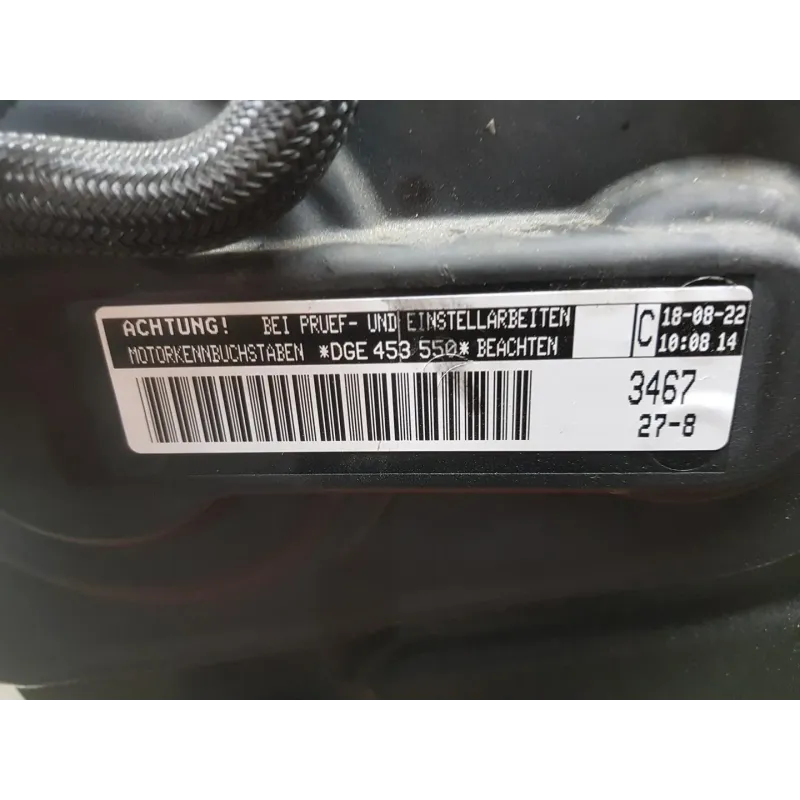 ACHTUNG! BEI PRUEF- UND EINSTELLARBEITEN
MOTORKENNBUCHSTABEN *DGE 453 550* BEACHTEN
C
18-08-22
10:08 14
3467
27-8